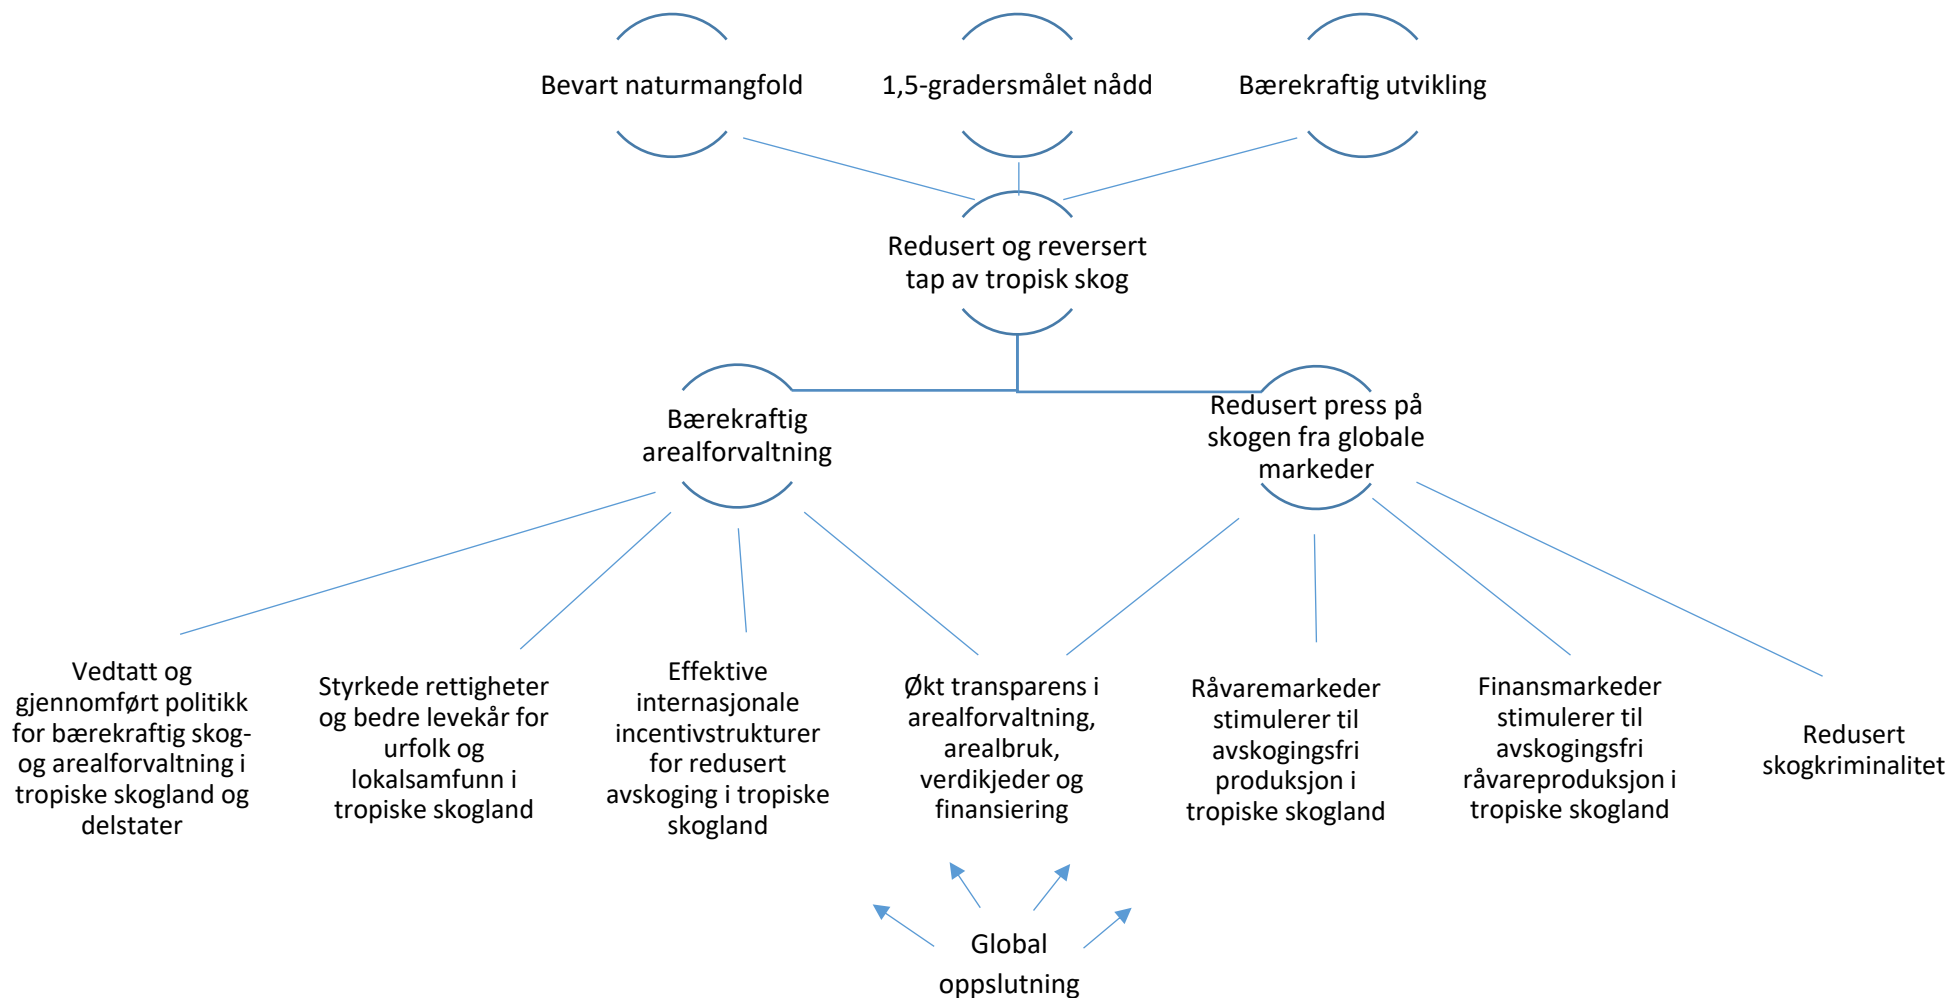 Bevart naturmangfold
1,5-gradersmålet nådd
Bærekraftig utvikling
Redusert og reversert
tap av tropisk skog
Bærekraftig
arealforvaltning
Redusert press på
skogen fra globale
markeder
Vedtatt og
gjennomført politikk
for bærekraftig skog-
og arealforvaltning i
tropiske skogland og
delstater
Styrkede rettigheter
og bedre levekår for
urfolk og
lokalsamfunn i
tropiske skogland
Effektive
internasjonale
incentivstrukturer
for redusert
avskoging i tropiske
skogland
Økt transparens i
arealforvaltning,
arealbruk,
verdikjeder og
finansiering
Råvaremarkeder
stimulerer til
avskogingsfri
produksjon i
tropiske skogland
Finansmarkeder
stimulerer til
avskogingsfri
råvareproduksjon i
tropiske skogland
Redusert
skogkriminalitet
Global
oppslutning